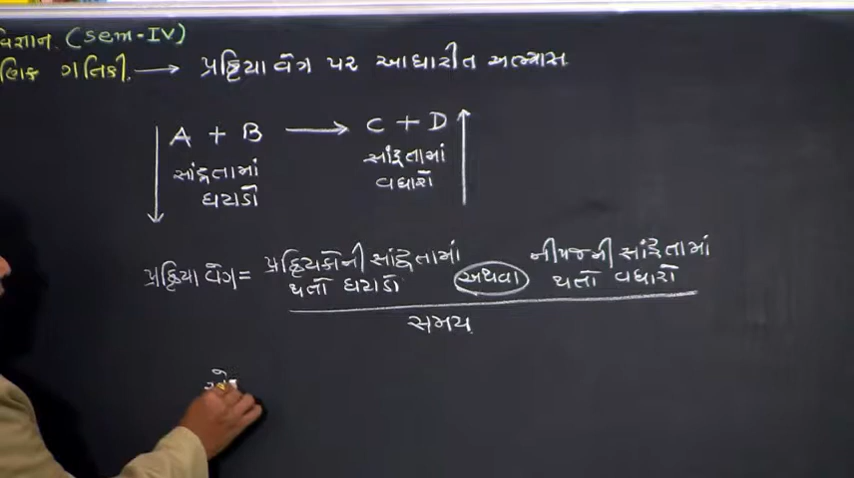 વિજ્ઞાન. (sem-IV)
ગતિકી. → પ્રક્રિયા વેગ પર આધારીત અભ્યાસ
A + B → C + D
સાંદ્રતામાં ઘટાડો
સાંદ્રતામાં વધારો
પ્રક્રિયા વેગ = પ્રક્રિયકોની સાંદ્રતામાં થતો ઘટાડો અથવા નીપજની સાંદ્રતામાં થતો વધારો
સમય